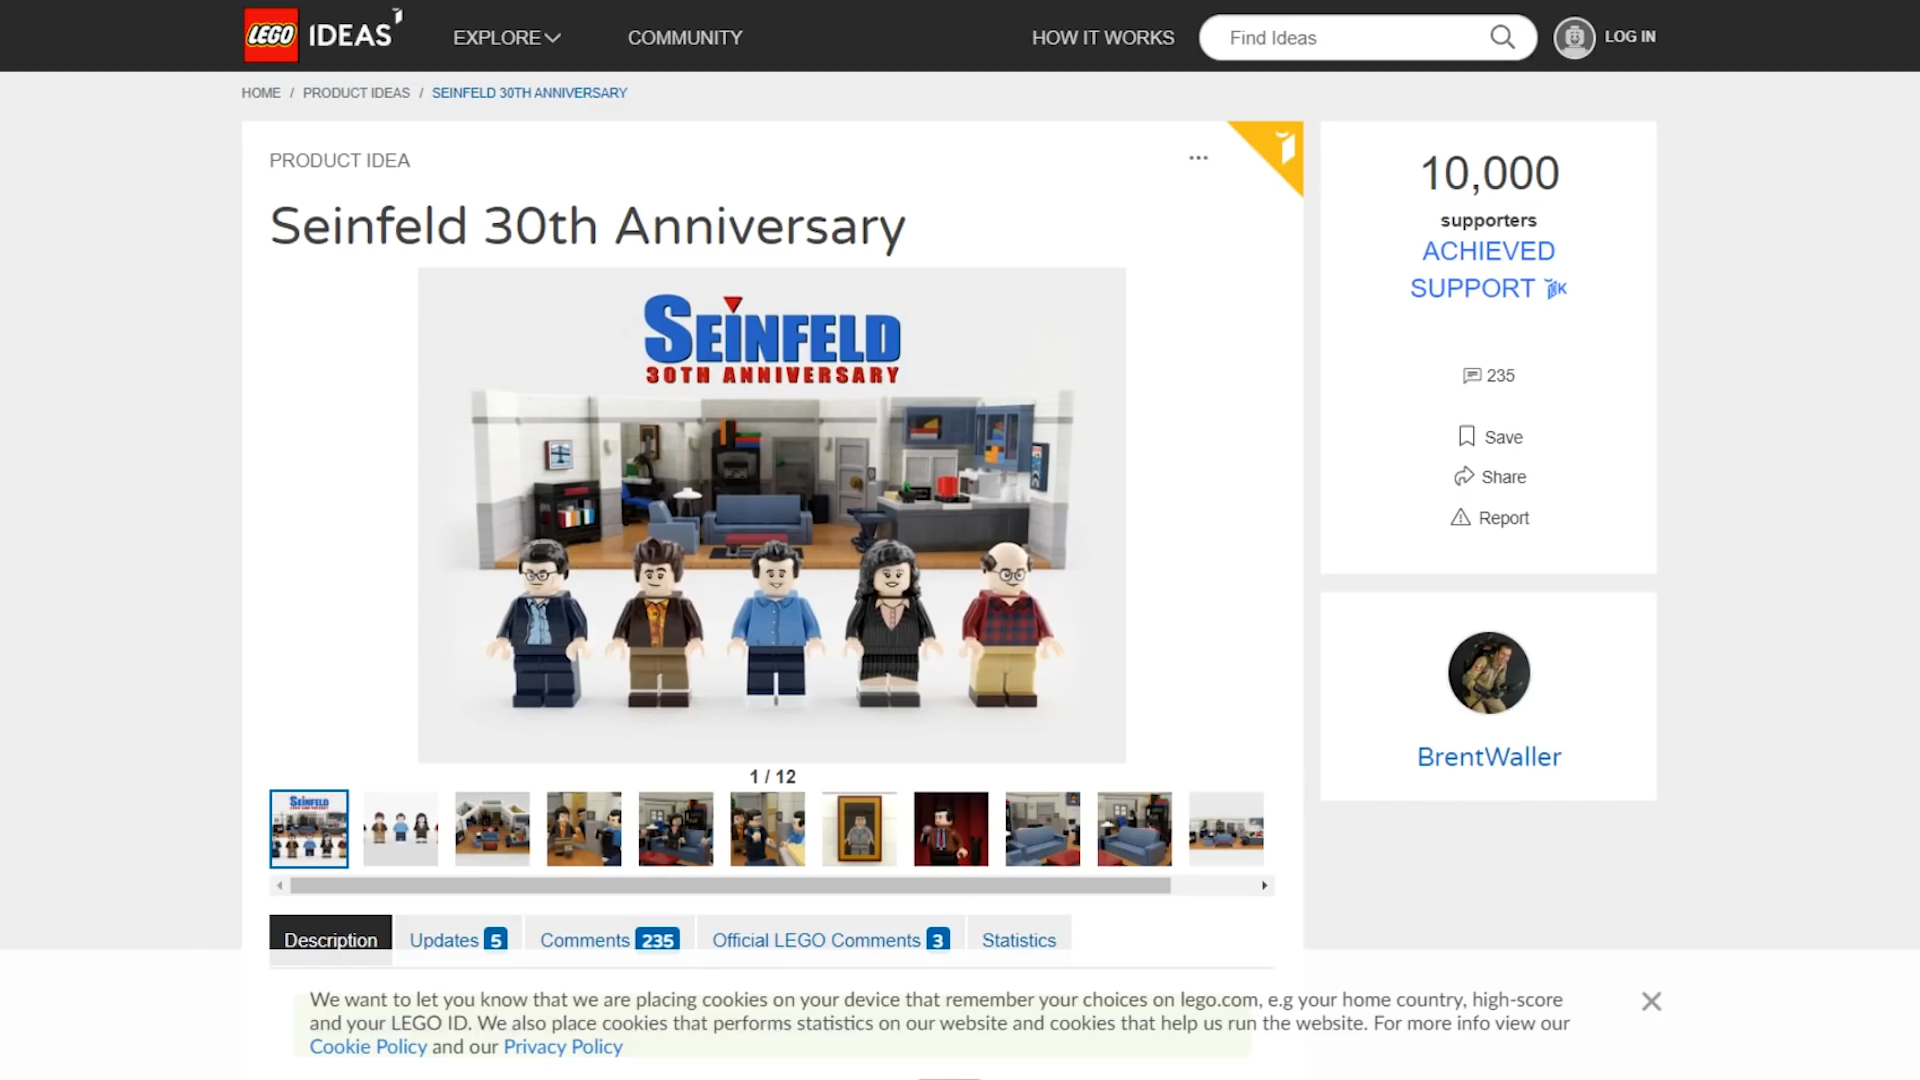 LEGO IDEAS
EXPLORE
COMMUNITY
HOW IT WORKS
Find Ideas
LOG IN
HOME / PRODUCT IDEAS / SEINFELD 30TH ANNIVERSARY
PRODUCT IDEA
...
Seinfeld 30th Anniversary
SEINFELD
30TH ANNIVERSARY
1 / 12
SEINFELD
Description
Updates 5
Comments 235
Official LEGO Comments 3
Statistics
10,000
supporters
ACHIEVED
SUPPORT 10K
235
Save
Share
Report
BrentWaller
We want to let you know that we are placing cookies on your device that remember your choices on lego.com, e.g your home country, high-score
and your LEGO ID. We also place cookies that performs statistics on our website and cookies that help us run the website. For more info view our
Cookie Policy and our Privacy Policy